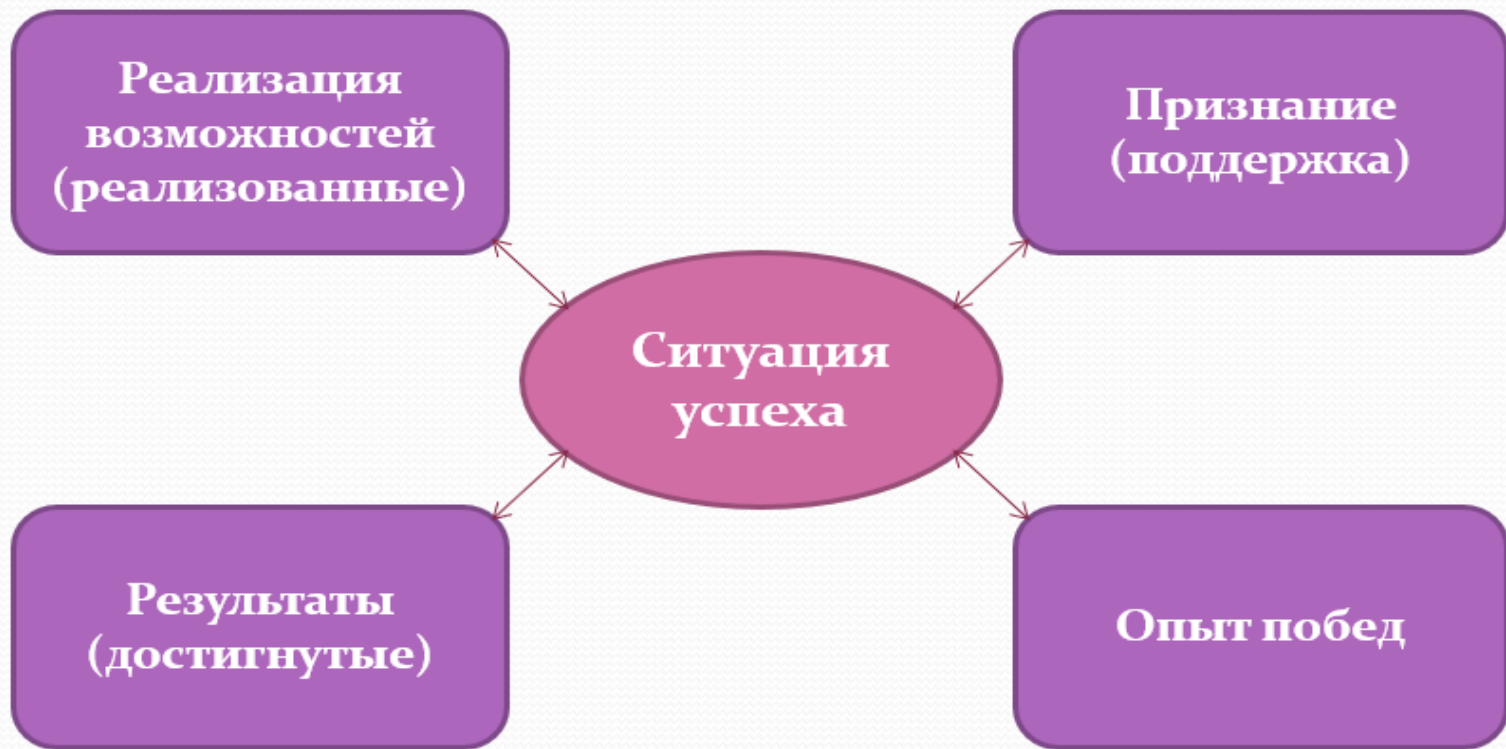 Реализация
возможностей
(реализованные)
Признание
(поддержка)
Ситуация
успеха
Результаты
(достигнутые)
Опыт побед